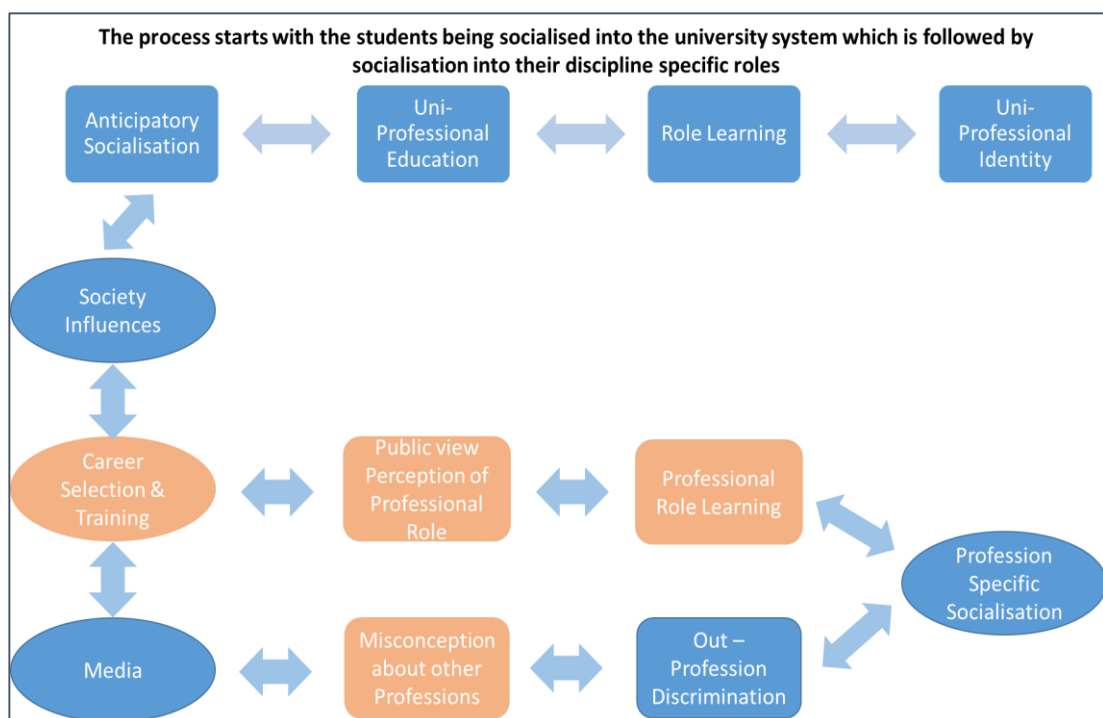 The process starts with the students being socialised into the university system which is followed by
socialisation into their discipline specific roles
Anticipatory
Socialisation
Uni-
Professional
Education
Role Learning
Uni-
Professional
Identity
Society
Influences
Career
Selection &
Training
Public view
Perception of
Professional
Role
Professional
Role Learning
Profession
Specific
Socialisation
Media
Misconception
about other
Professions
Out –
Profession
Discrimination